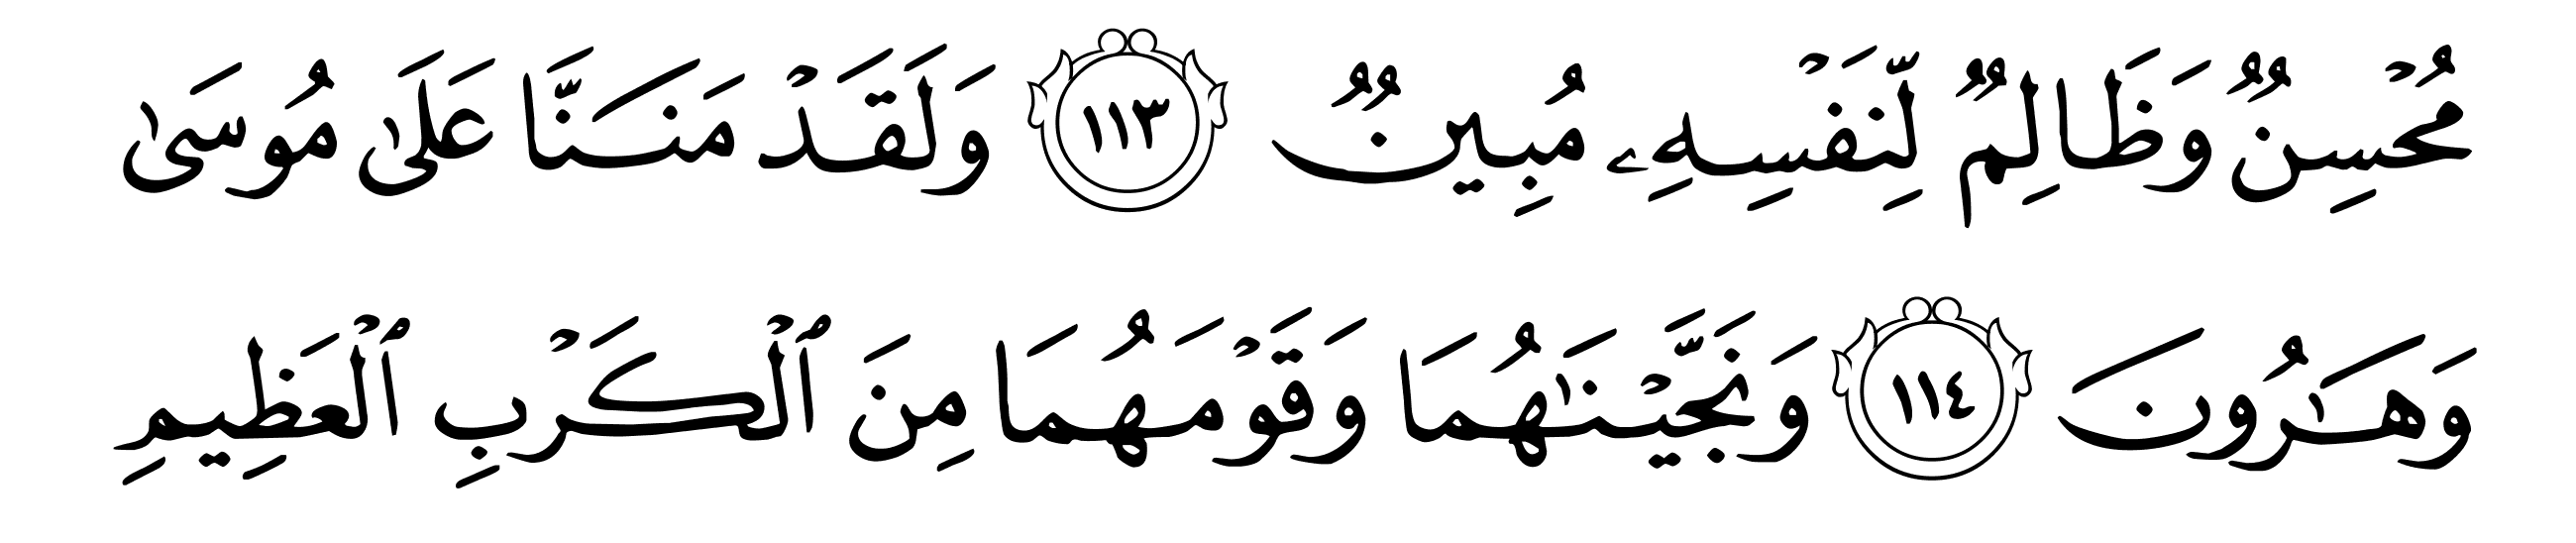 مُحْسِنٌ وَظَالِمٌ لِّنَفْسِهِۦ مُبِينٌ ١١٣ وَلَقَدْ مَنَنَّا عَلَىٰ مُوسَىٰ
وَهَـٰرُونَ ١١٤ وَنَجَّيْنَـٰهُمَا وَقَوْمَهُمَا مِنَ ٱلْكَرْبِ ٱلْعَظِيمِ